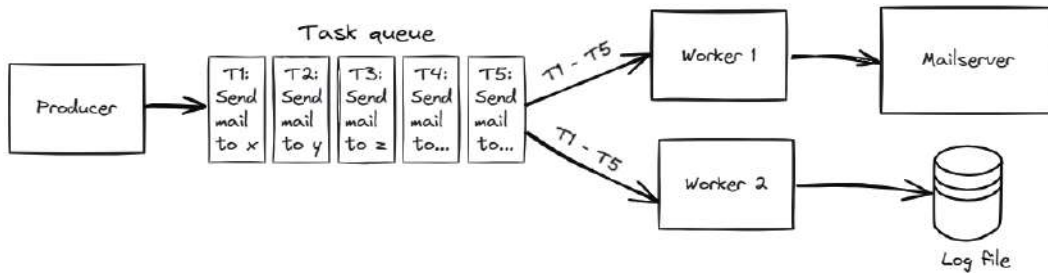 Task queue
Producer
T1:
Send
mail
to x
T2:
Send
mail
to y
T3:
Send
mail
to z
T4:
Send
mail
to...
T5:
Send
mail
to...
T1 - T5
T1 - T5
Worker 1
Mailserver
Worker 2
Log file